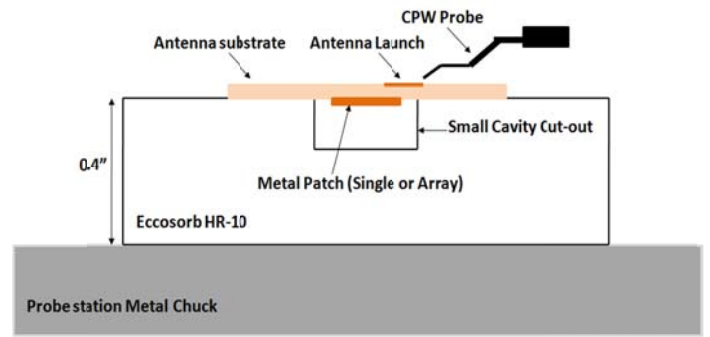 CPW Probe
Antenna substrate
Antenna Launch
Small Cavity Cut-out
0.4"
Metal Patch (Single or Array)
Eccosorb HR-10
Probe station Metal Chuck